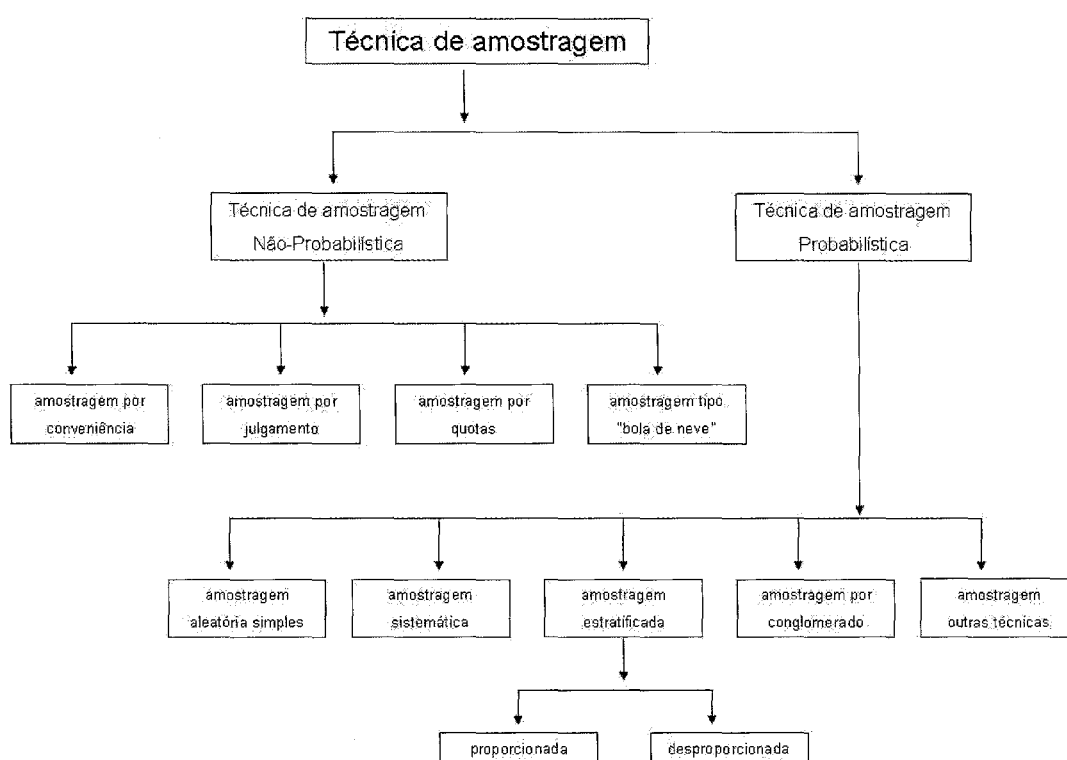 Técnica de amostragem
Técnica de amostragem
Não-Probabilística
Técnica de amostragem
Probabilística
amostragem por
conveniência
amostragem por
julgamento
amostragem por
quotas
amostragem tipo
"bola de neve"
amostragem
aleatória simples
amostragem
sistemática
amostragem
estratificada
amostragem por
conglomerado
amostragem
outras técnicas
proporcionada
desproporcionada